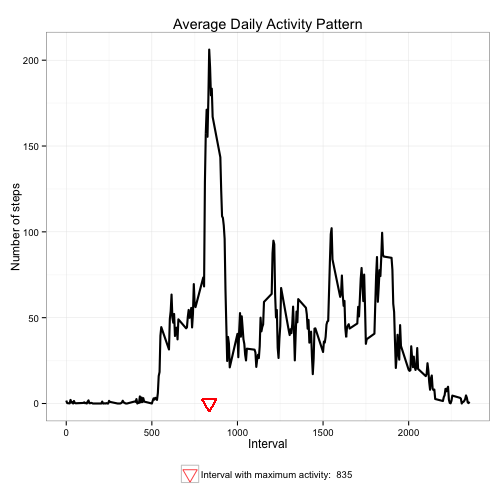 Average Daily Activity Pattern
Number of steps
200
150
100
50
0
0 500 1000 1500 2000
Interval
Interval with maximum activity: 835